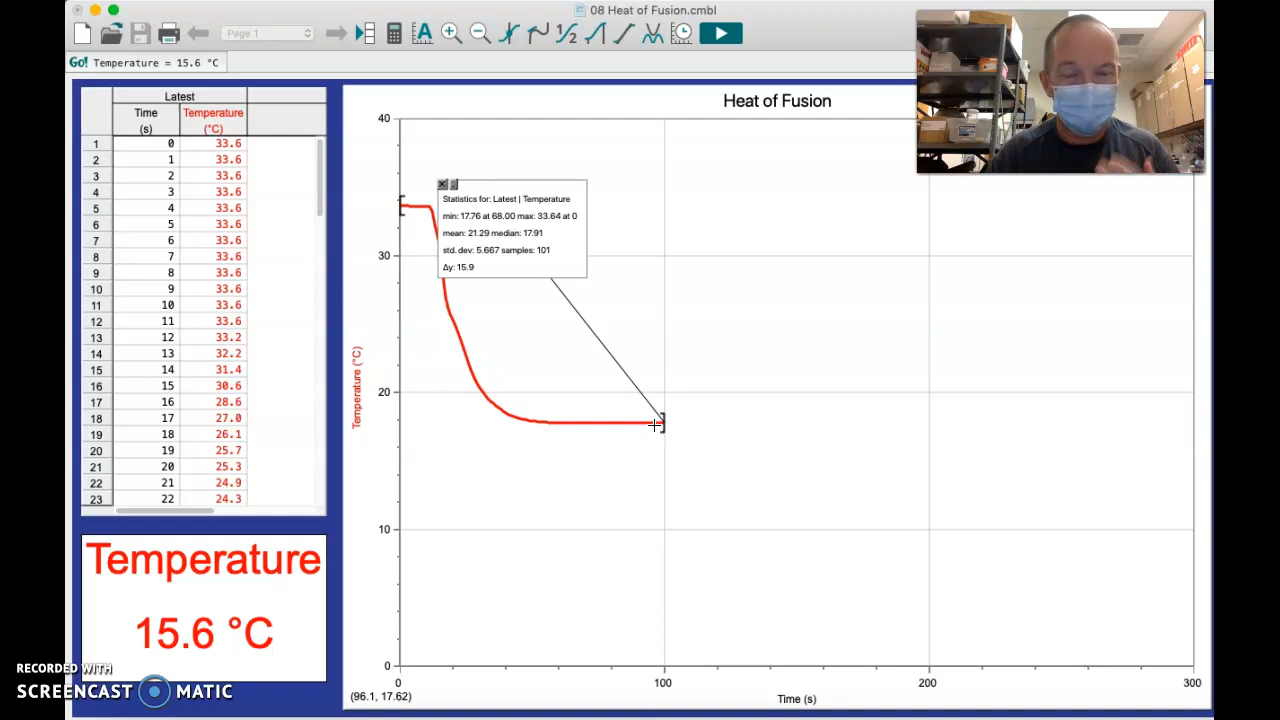 08 Heat of Fusion.cmbl
Page 1
Go! Temperature = 15.6 °C
Latest
Time Temperature
(s) (°C)
1 0 33.6
2 1 33.6
3 2 33.6
4 3 33.6
5 4 33.6
6 5 33.6
7 6 33.6
8 7 33.6
9 8 33.6
10 9 33.6
11 10 33.6
12 11 33.6
13 12 33.2
14 13 32.2
15 14 31.4
16 15 30.6
17 16 28.6
18 17 27.0
19 18 26.1
20 19 25.7
21 20 25.3
22 21 24.9
23 22 24.3
Temperature
15.6 °C
Heat of Fusion
40
30
20
10
0
Temperature (°C)
Statistics for: Latest | Temperature
min: 17.76 at 68.00 max: 33.64 at 0
mean: 21.29 median: 17.91
std. dev: 5.667 samples: 101
Δy: 15.9
0 100 200 300
(96.1, 17.62)
Time (s)
RECORDED WITH
SCREENCAST MATIC